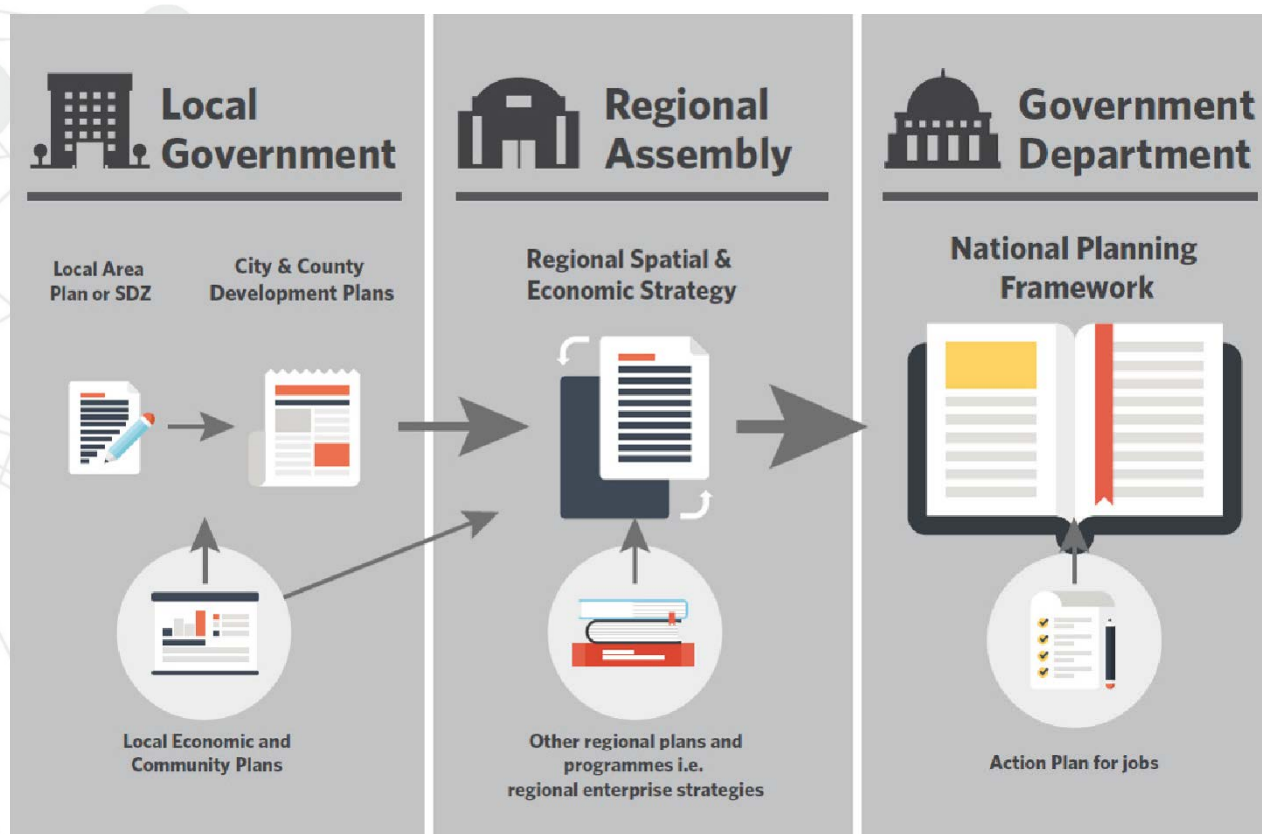 Local
Government
Local Area
Plan or SDZ
City & County
Development Plans
Local Economic and
Community Plans
Regional
Assembly
Regional Spatial &
Economic Strategy
Other regional plans and
programmes i.e.
regional enterprise strategies
Government
Department
National Planning
Framework
Action Plan for jobs